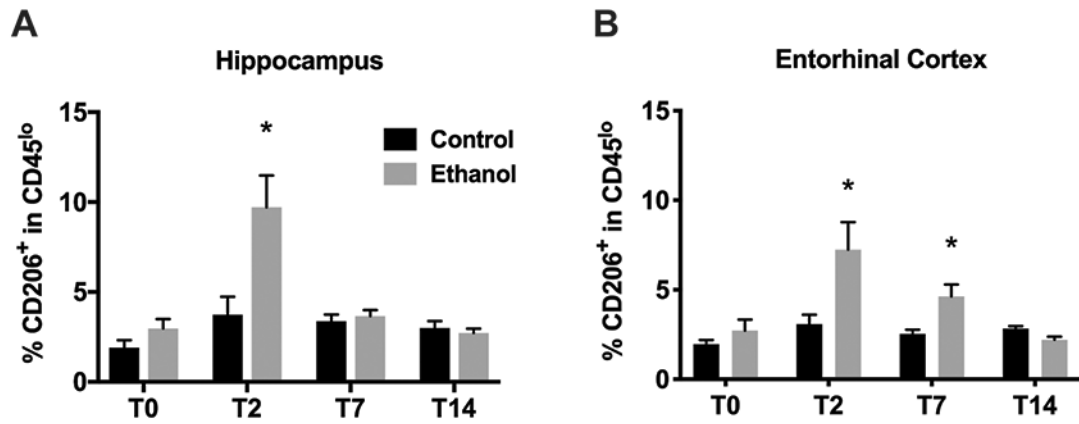 A
Hippocampus
% CD206⁺ in CD45ˡᵒ
15
10
5
0
*
Control
Ethanol
T0 T2 T7 T14
B
Entorhinal Cortex
% CD206⁺ in CD45ˡᵒ
15
10
5
0
* *
T0 T2 T7 T14